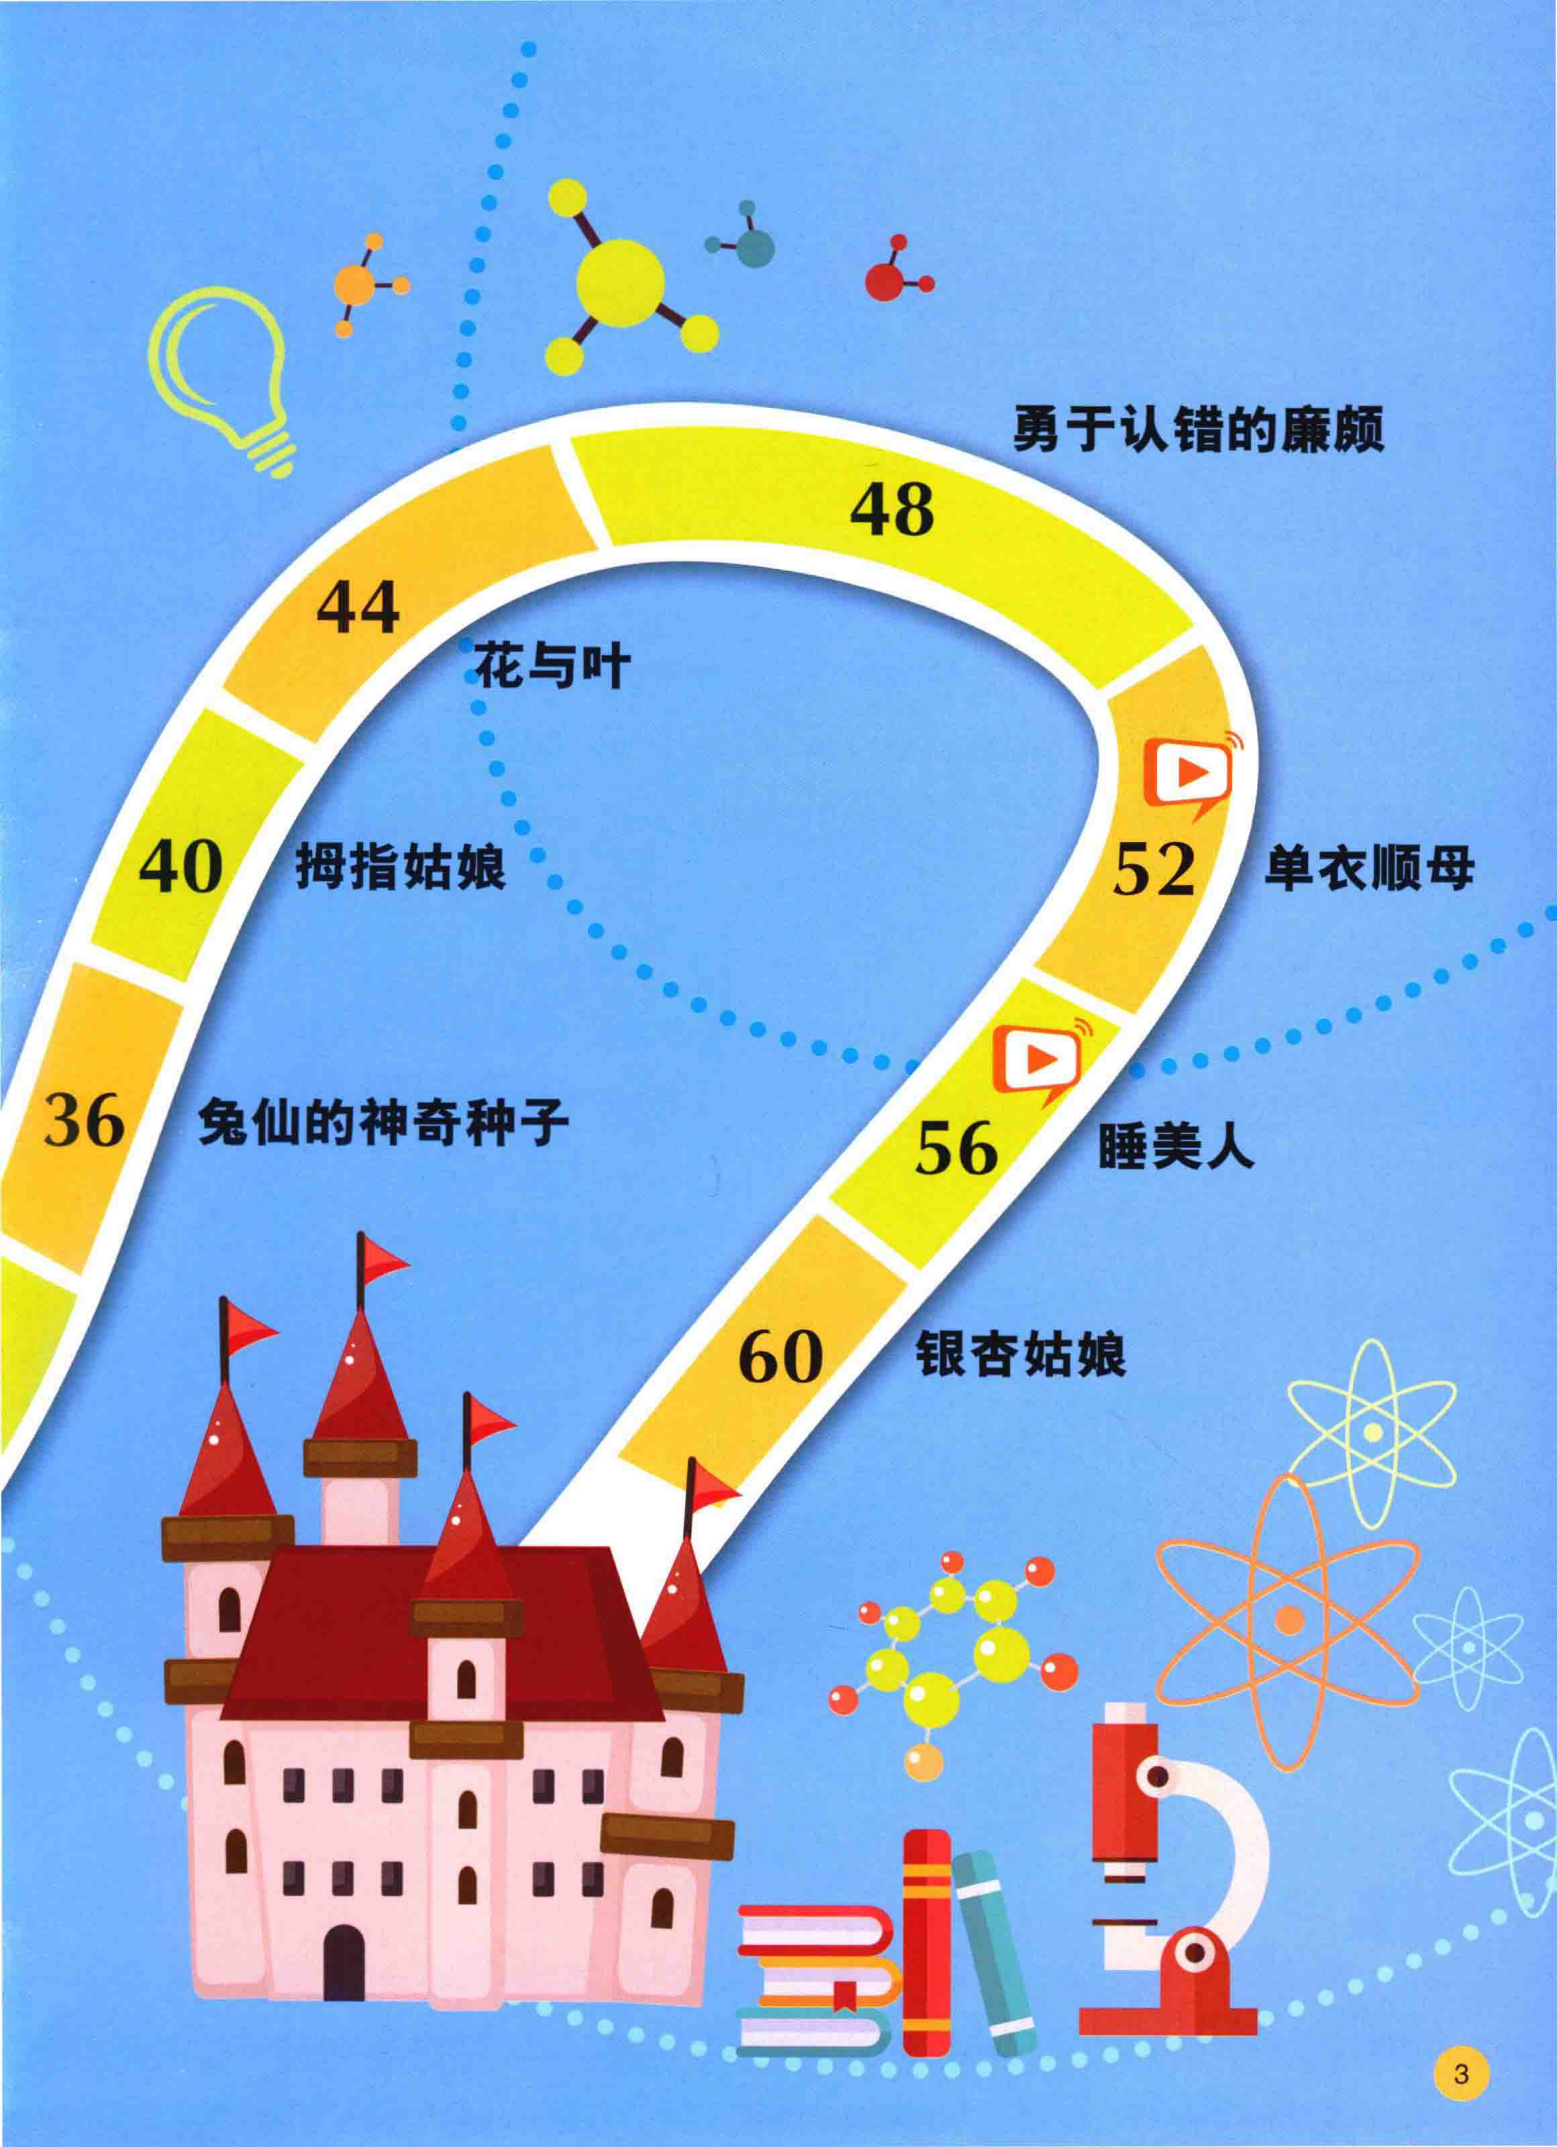 36 兔仙的神奇种子
40 拇指姑娘
44 花与叶
48 勇于认错的廉颇
52 单衣顺母
56 睡美人
60 银杏姑娘
3